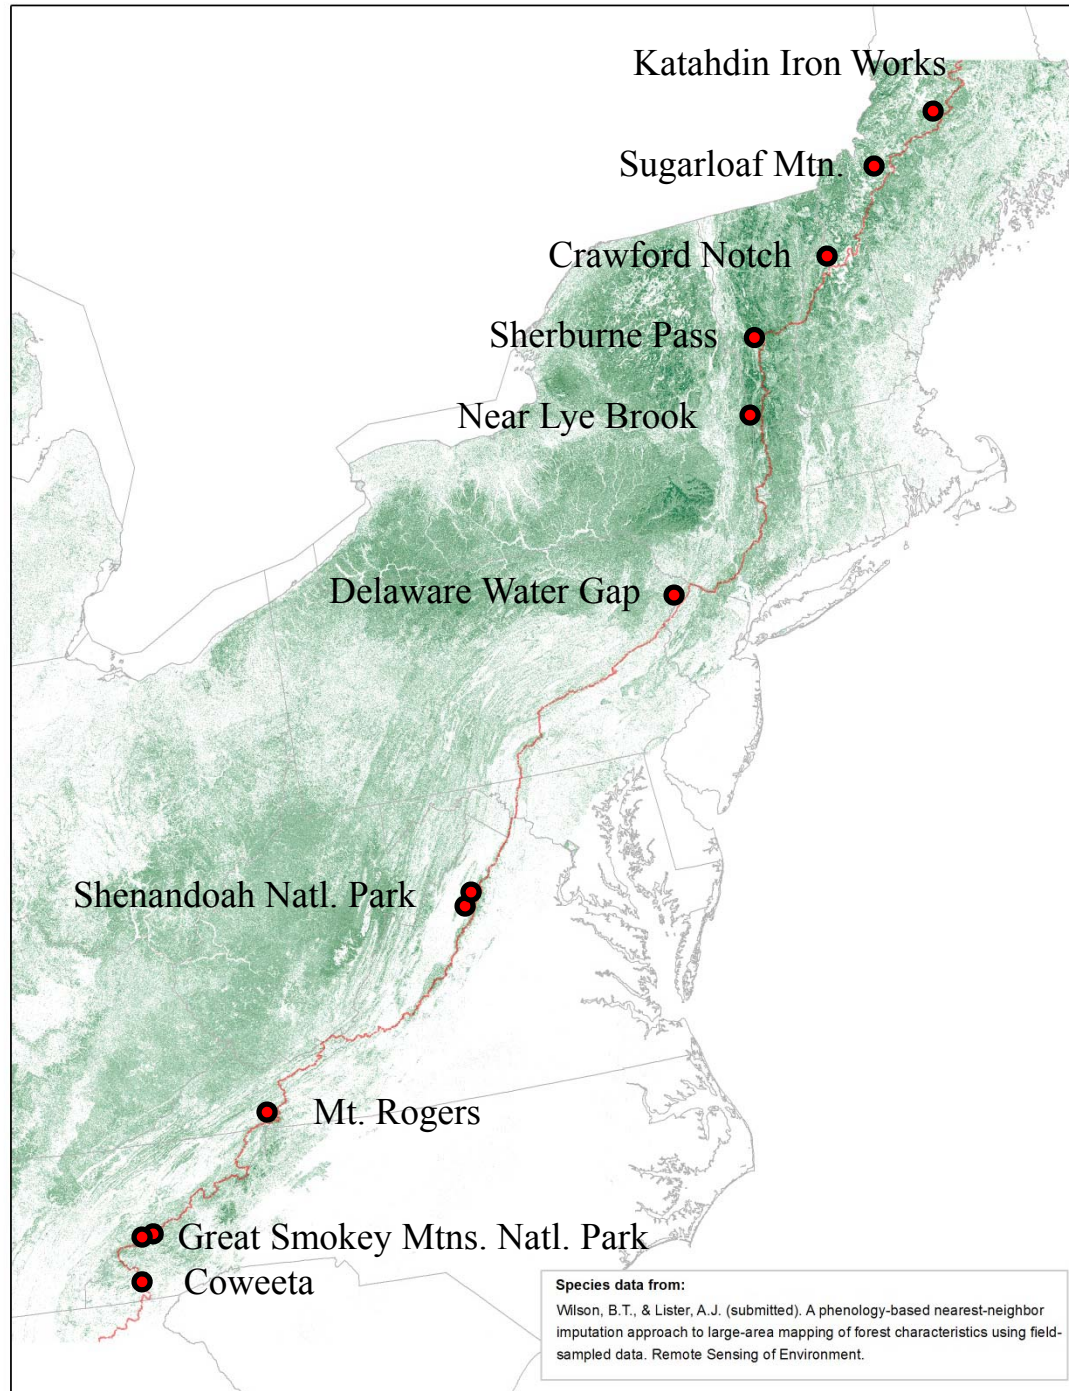 Katahdin Iron Works
Sugarloaf Mtn.
Crawford Notch
Sherburne Pass
Near Lye Brook
Delaware Water Gap
Shenandoah Natl. Park
Mt. Rogers
Great Smokey Mtns. Natl. Park
Coweeta
Species data from:
Wilson, B.T., & Lister, A.J. (submitted). A phenology-based nearest-neighbor
imputation approach to large-area mapping of forest characteristics using field-
sampled data. Remote Sensing of Environment.